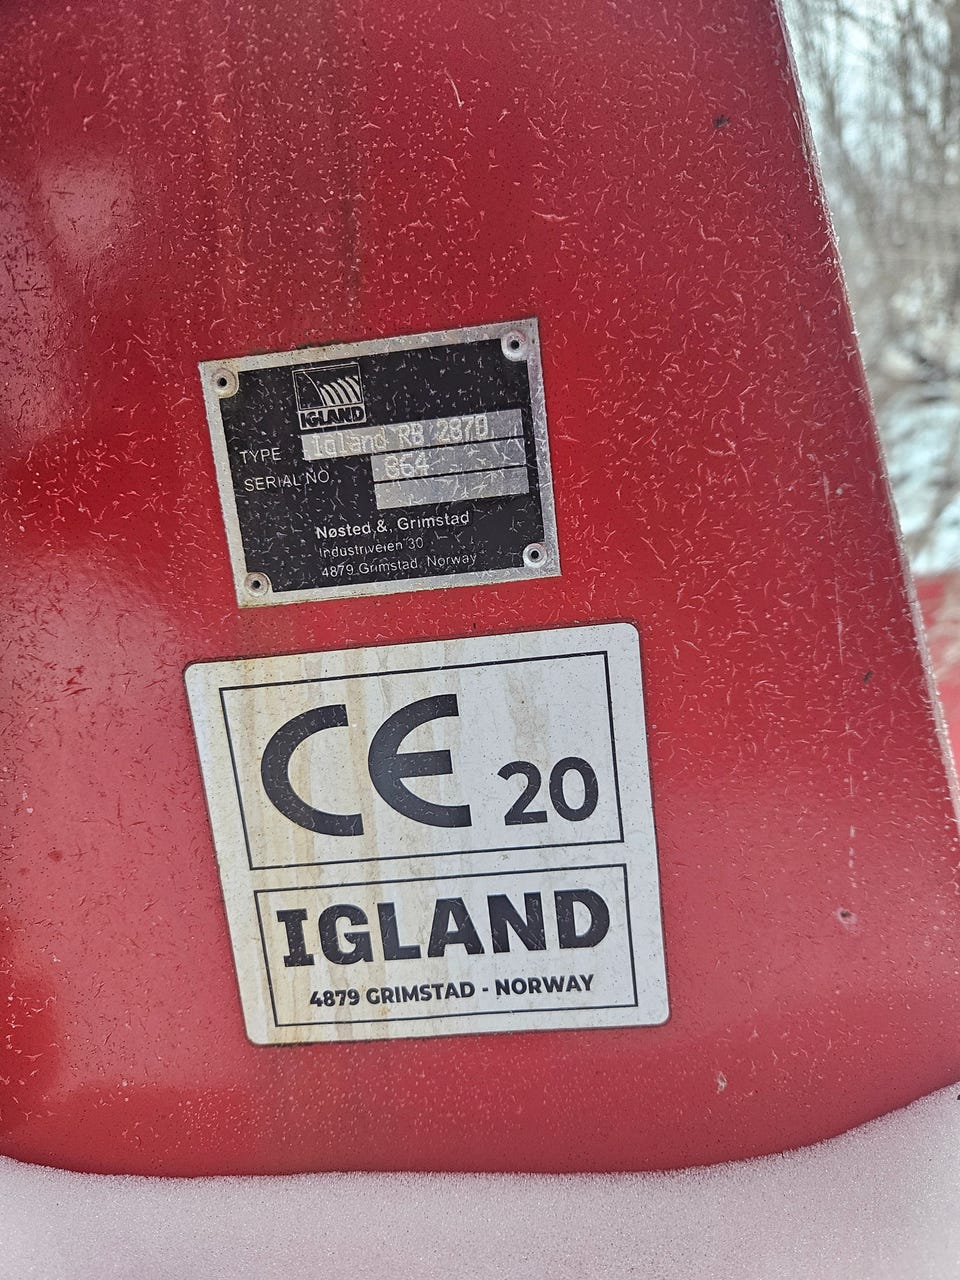 IGLAND
TYPE Igland RB 2870
SERIAL NO. 864
Nøsted &, Grimstad
Industriveien 30
4879 Grimstad, Norway
CE 20
IGLAND
4879 GRIMSTAD - NORWAY